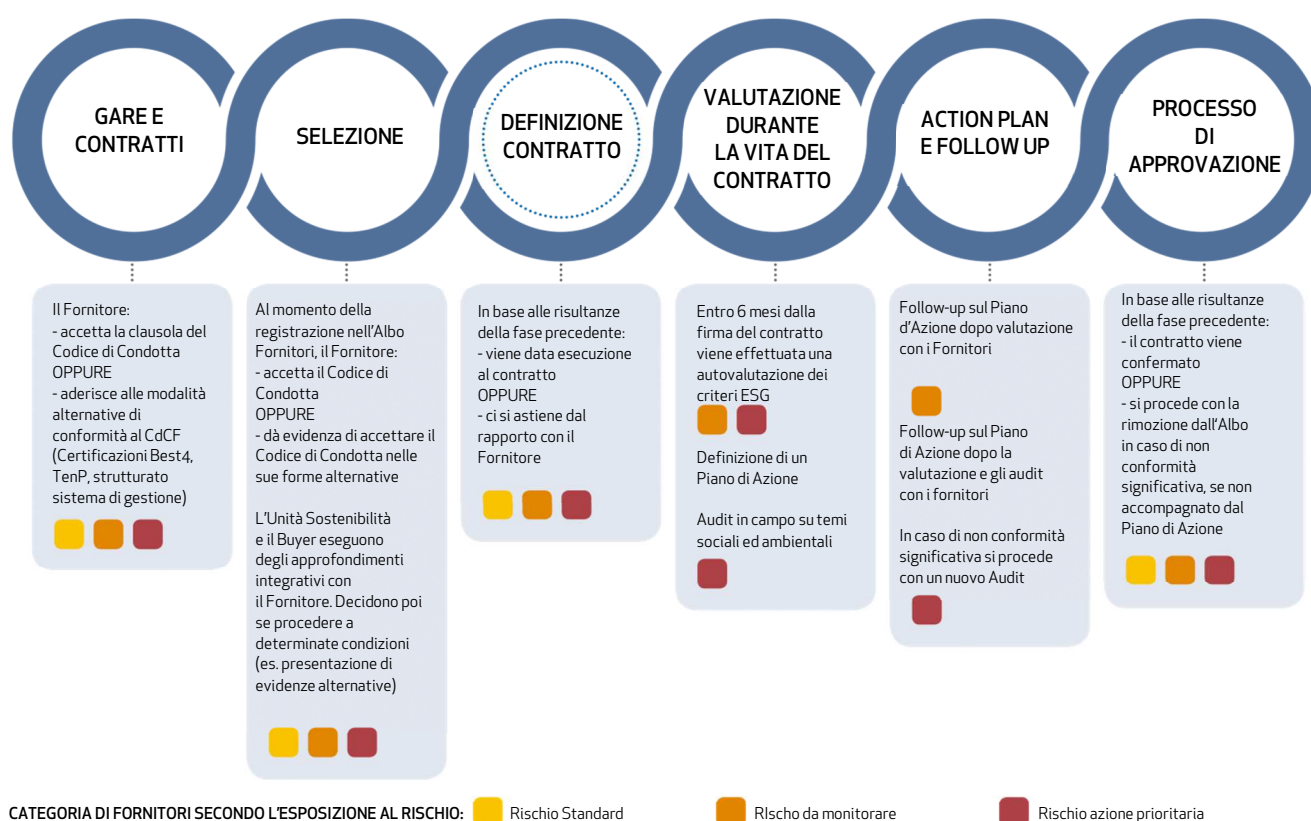 GARE E
CONTRATTI
SELEZIONE
DEFINIZIONE
CONTRATTO
VALUTAZIONE
DURANTE
LA VITA DEL
CONTRATTO
ACTION PLAN
E FOLLOW UP
PROCESSO
DI
APPROVAZIONE
Il Fornitore:
- accetta la clausola del
Codice di Condotta
OPPURE
- aderisce alle modalità
alternative di
conformità al CdCF
(Certificazioni Best4,
TenP, strutturato
sistema di gestione)
Al momento della
registrazione nell'Albo
Fornitori, il Fornitore:
- accetta il Codice di
Condotta
OPPURE
- dà evidenza di accettare il
Codice di Condotta nelle
sue forme alternative
L'Unità Sostenibilità
e il Buyer eseguono
degli approfondimenti
integrativi con
il Fornitore. Decidono poi
se procedere a
determinate condizioni
(es. presentazione di
evidenze alternative)
In base alle risultanze
della fase precedente:
- viene data esecuzione
al contratto
OPPURE
- ci si astiene dal
rapporto con il
Fornitore
Entro 6 mesi dalla
firma del contratto
viene effettuata una
autovalutazione dei
criteri ESG
Definizione di un
Piano di Azione
Audit in campo su temi
sociali ed ambientali
Follow-up sul Piano
d'Azione dopo valutazione
con i Fornitori
Follow-up sul Piano
di Azione dopo la
valutazione e gli audit
con i fornitori
In caso di non conformità
significativa si procede
con un nuovo Audit
In base alle risultanze
della fase precedente:
- il contratto viene
confermato
OPPURE
- si procede con la
rimozione dall'Albo
in caso di non
conformità
significativa, se non
accompagnato dal
Piano di Azione
CATEGORIA DI FORNITORI SECONDO L'ESPOSIZIONE AL RISCHIO:
Rischio Standard
RIscho da monitorare
Rischio azione prioritaria